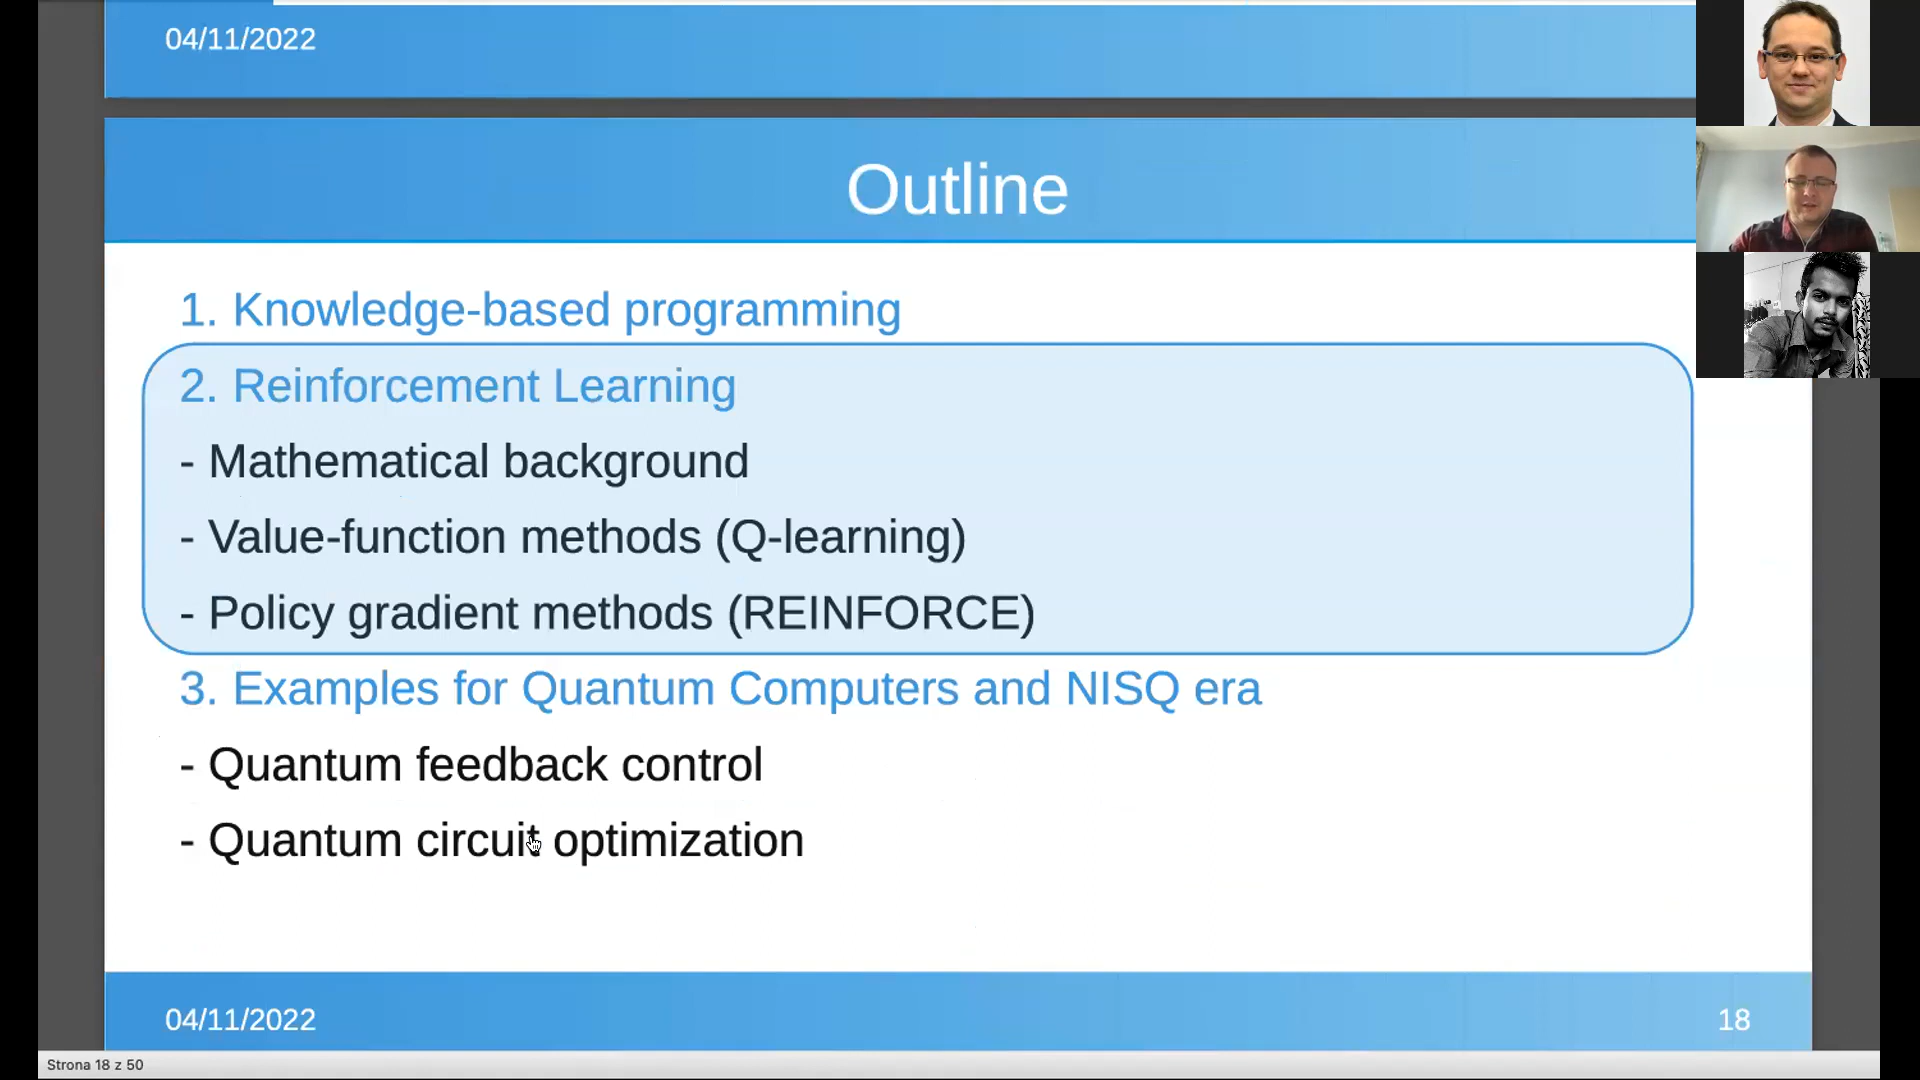 04/11/2022
Outline
1. Knowledge-based programming
2. Reinforcement Learning
- Mathematical background
- Value-function methods (Q-learning)
- Policy gradient methods (REINFORCE)
3. Examples for Quantum Computers and NISQ era
- Quantum feedback control
- Quantum circuit optimization
04/11/2022
18
Strona 18 z 50